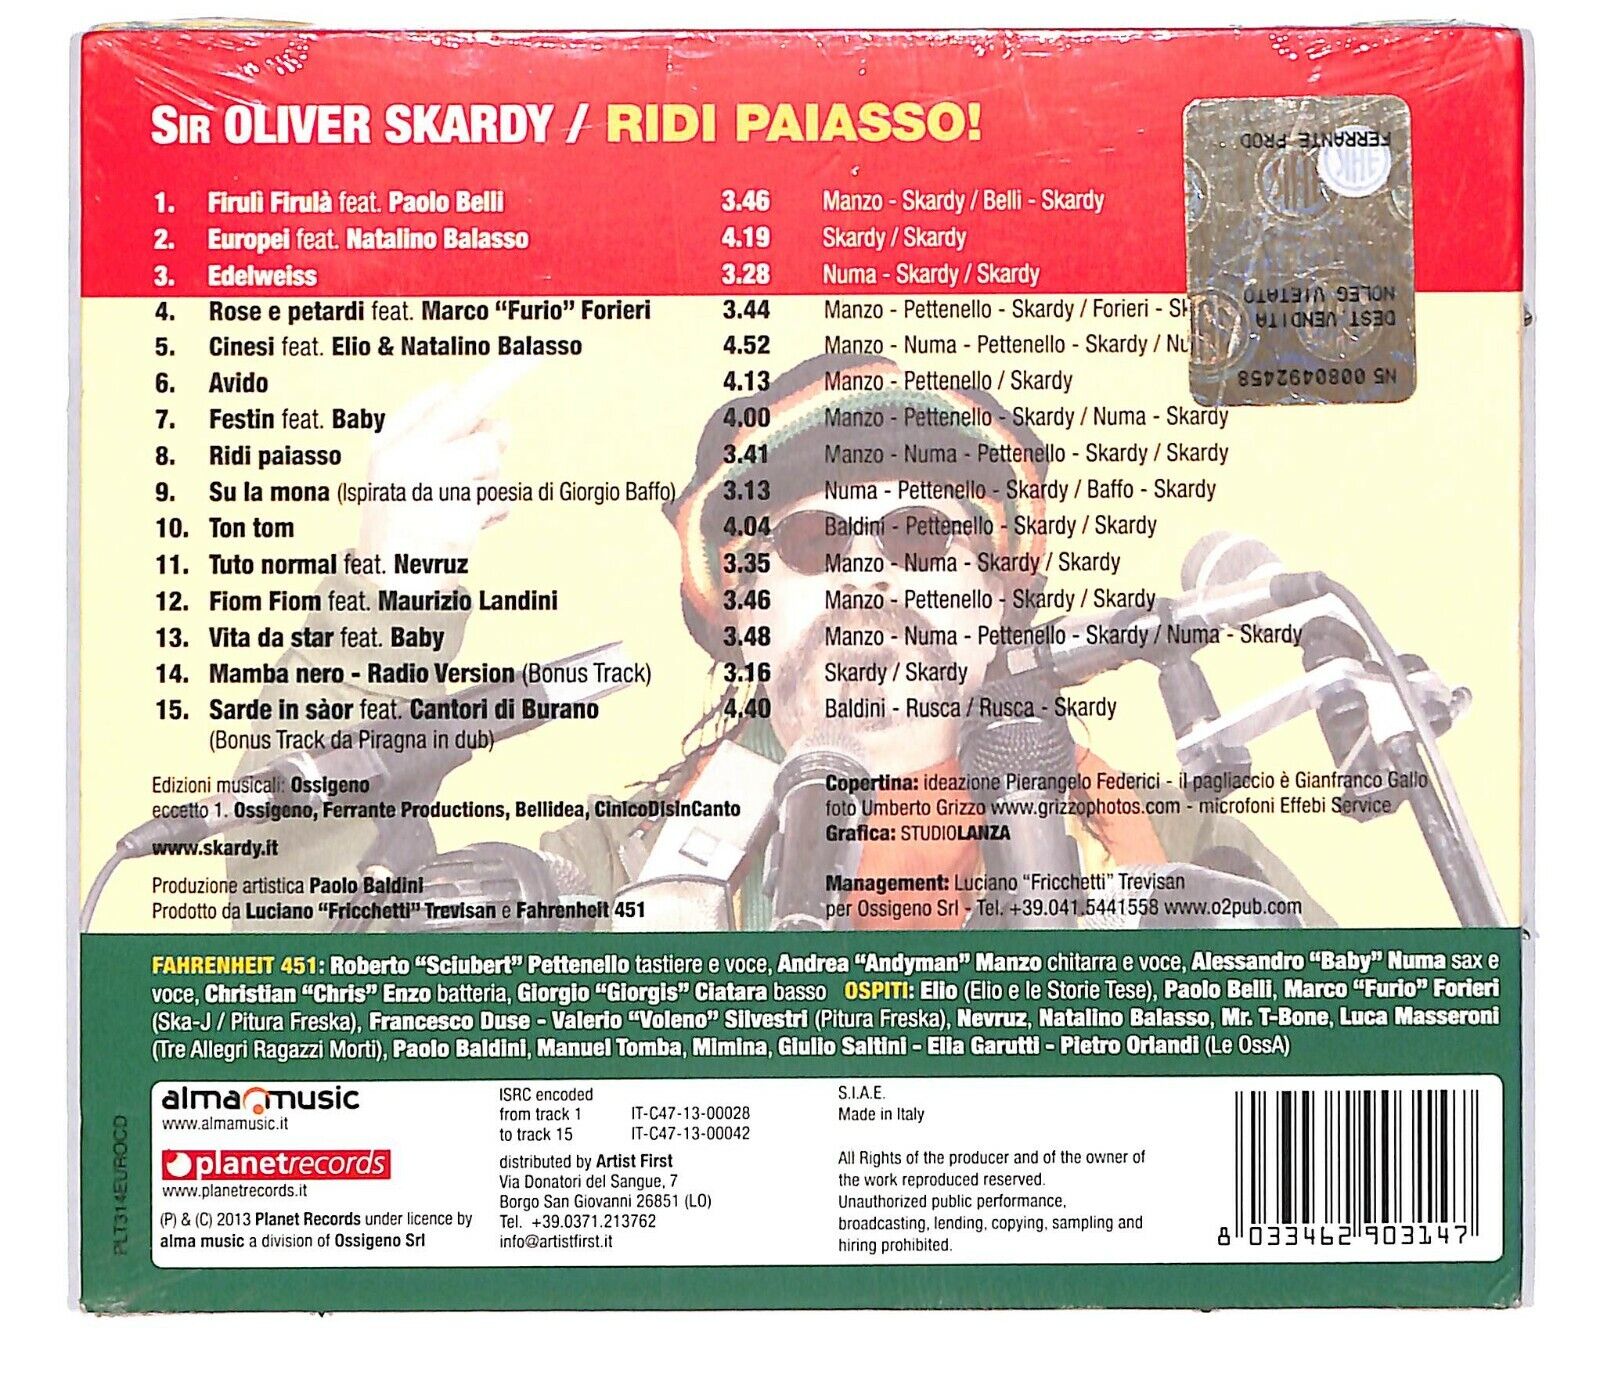 SIR OLIVER SKARDY / RIDI PAIASSO!
1. Firulì Firulà feat. Paolo Belli 3.46 Manzo - Skardy / Belli - Skardy
2. Europei feat. Natalino Balasso 4.19 Skardy / Skardy
3. Edelweiss 3.28 Numa - Skardy / Skardy
4. Rose e petardi feat. Marco “Furio” Forieri 3.44 Manzo - Pettenello - Skardy / Forieri -
5. Cinesi feat. Elio & Natalino Balasso 4.52 Manzo - Numa - Pettenello - Skardy /
6. Avido 4.13 Manzo - Pettenello / Skardy
7. Festin feat. Baby 4.00 Manzo - Pettenello - Skardy / Numa - Skardy
8. Ridi paiasso 3.41 Manzo - Numa - Pettenello - Skardy / Skardy
9. Su la mona (Ispirata da una poesia di Giorgio Baffo) 3.13 Numa - Pettenello - Skardy / Baffo - Skardy
10. Ton tom 4.04 Baldini - Pettenello - Skardy / Skardy
11. Tuto normal feat. Nevruz 3.35 Manzo - Numa - Skardy / Skardy
12. Fiom Fiom feat. Maurizio Landini 3.46 Manzo - Pettenello - Skardy / Skardy
13. Vita da star feat. Baby 3.48 Manzo - Numa - Pettenello - Skardy / Numa - Skardy
14. Mamba nero - Radio Version (Bonus Track) 3.16 Skardy / Skardy
15. Sarde in sàor feat. Cantori di Burano 4.40 Baldini - Rusca / Rusca - Skardy
(Bonus Track da Piragna in dub)
FERRANTE PROD
SIAE
NOLEG VIETATO
DEST. VENDITA
N5 0080492458
Edizioni musicali: Ossigeno
eccetto 1. Ossigeno, Ferrante Productions, Bellidea, CinicoDisInCanto
www.skardy.it
Produzione artistica Paolo Baldini
Prodotto da Luciano “Fricchetti” Trevisan e Fahrenheit 451
Copertina: ideazione Pierangelo Federici - il pagliaccio è Gianfranco Gallo
foto Umberto Grizzo www.grizzophotos.com - microfoni Effebi Service
Grafica: STUDIOLANZA
Management: Luciano “Fricchetti” Trevisan
per Ossigeno Srl - Tel. +39.041.5441558 www.o2pub.com
FAHRENHEIT 451: Roberto “Sciubert” Pettenello tastiere e voce, Andrea “Andyman” Manzo chitarra e voce, Alessandro “Baby” Numa sax e
voce, Christian “Chris” Enzo batteria, Giorgio “Giorgis” Ciatara basso OSPITI: Elio (Elio e le Storie Tese), Paolo Belli, Marco “Furio” Forieri
(Ska-J / Pitura Freska), Francesco Duse - Valerio “Voleno” Silvestri (Pitura Freska), Nevruz, Natalino Balasso, Mr. T-Bone, Luca Masseroni
(Tre Allegri Ragazzi Morti), Paolo Baldini, Manuel Tomba, Mimina, Giulio Saltini - Elia Garutti - Pietro Orlandi (Le OssA)
PLT314EUROCD
alma music
www.almamusic.it
planetrecords
www.planetrecords.it
(P) & (C) 2013 Planet Records under licence by
alma music a division of Ossigeno Srl
ISRC encoded
from track 1 IT-C47-13-00028
to track 15 IT-C47-13-00042
distributed by Artist First
Via Donatori del Sangue, 7
Borgo San Giovanni 26851 (LO)
Tel. +39.0371.213762
info@artistfirst.it
S.I.A.E.
Made in Italy
All Rights of the producer and of the owner of
the work reproduced reserved.
Unauthorized public performance,
broadcasting, lending, copying, sampling and
hiring prohibited.
8 033462 903147